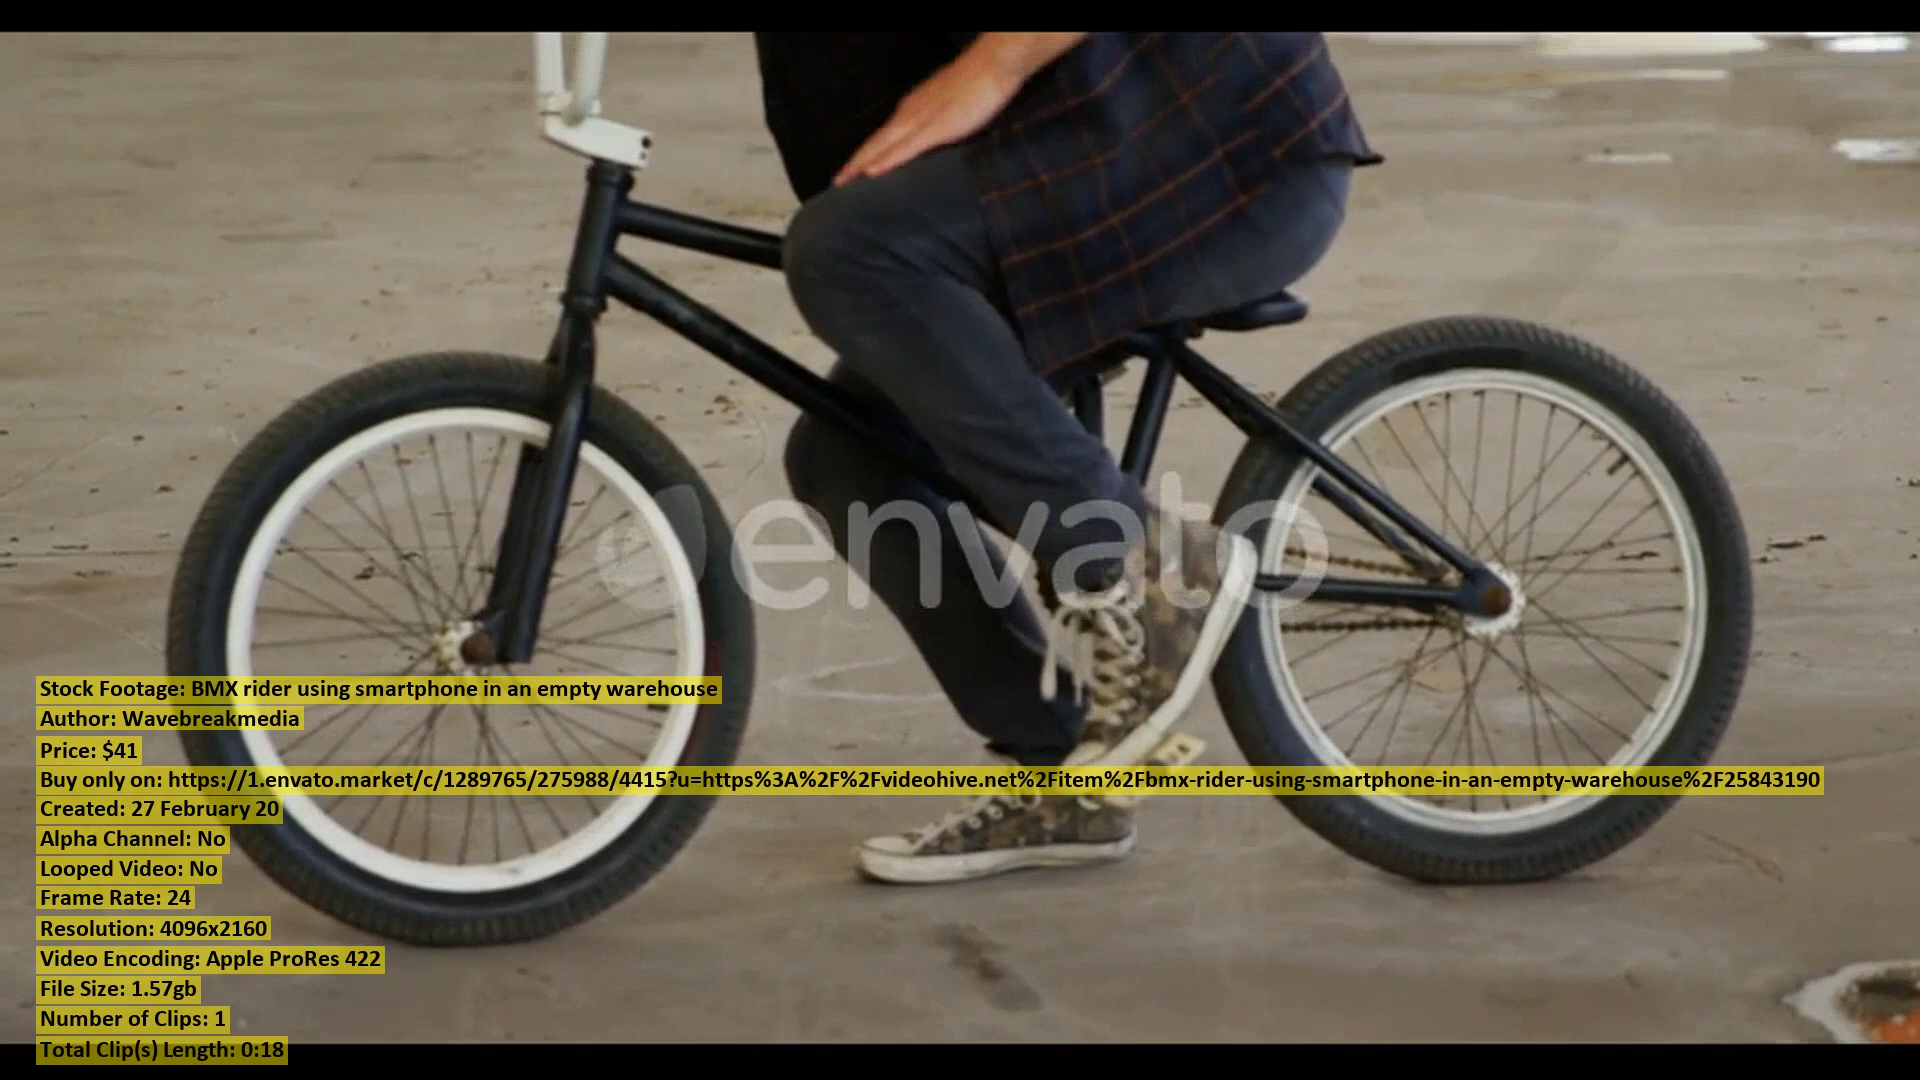 envato
Stock Footage: BMX rider using smartphone in an empty warehouse
Author: Wavebreakmedia
Price: $41
Buy only on: https://1.envato.market/c/1289765/275988/4415?u=https%3A%2F%2Fvideohive.net%2Fitem%2Fbmx-rider-using-smartphone-in-an-empty-warehouse%2F25843190
Created: 27 February 20
Alpha Channel: No
Looped Video: No
Frame Rate: 24
Resolution: 4096x2160
Video Encoding: Apple ProRes 422
File Size: 1.57gb
Number of Clips: 1
Total Clip(s) Length: 0:18